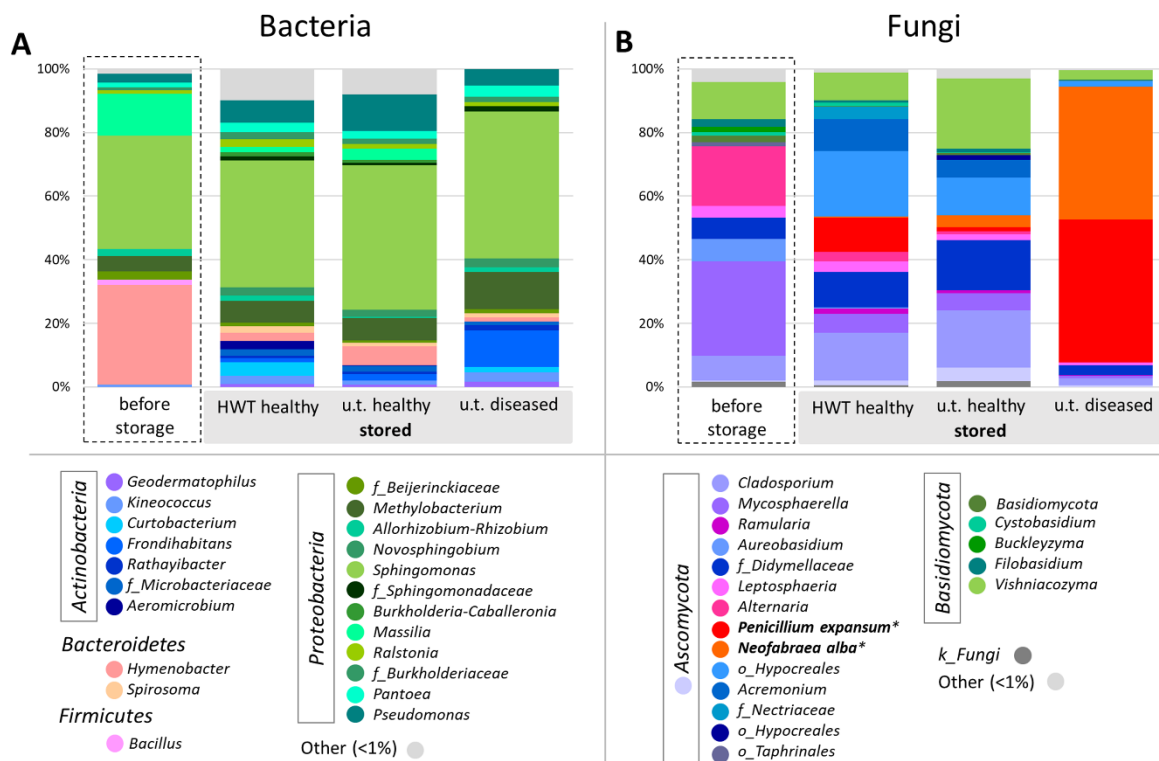 Bacteria
Fungi
A
B
100%
80%
60%
40%
20%
0%
before storage
HWT healthy
u.t. healthy
u.t. diseased
stored
100%
80%
60%
40%
20%
0%
before storage
HWT healthy
u.t. healthy
u.t. diseased
stored
Actinobacteria
Geodermatophilus
Kineococcus
Curtobacterium
Frondihabitans
Rathayibacter
f_Microbacteriaceae
Aeromicrobium
Bacteroidetes
Hymenobacter
Spirosoma
Firmicutes
Bacillus
Proteobacteria
f_Beijerinckiaceae
Methylobacterium
Allorhizobium-Rhizobium
Novosphingobium
Sphingomonas
f_Sphingomonadaceae
Burkholderia-Caballeronia
Massilia
Ralstonia
f_Burkholderiaceae
Pantoea
Pseudomonas
Other (<1%)
Ascomycota
Cladosporium
Mycosphaerella
Ramularia
Aureobasidium
f_Didymellaceae
Leptosphaeria
Alternaria
Penicillium expansum*
Neofabraea alba*
o_Hypocreales
Acremonium
f_Nectriaceae
o_Hypocreales
o_Taphrinales
Basidiomycota
Basidiomycota
Cystobasidium
Buckleyzyma
Filobasidium
Vishniacozyma
k_Fungi
Other (<1%)